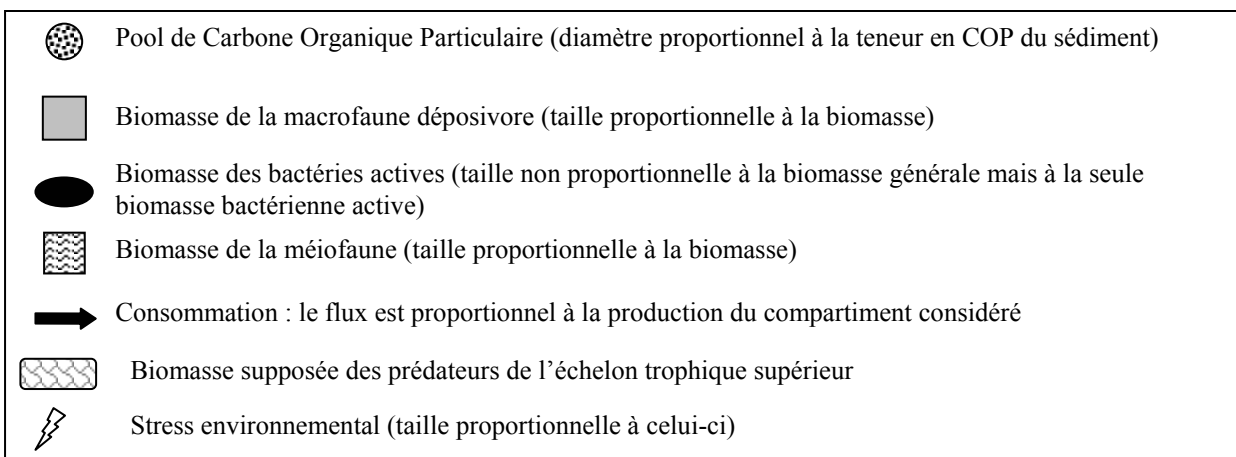 Pool de Carbone Organique Particulaire (diamètre proportionnel à la teneur en COP du sédiment)
Biomasse de la macrofaune déposivore (taille proportionnelle à la biomasse)
Biomasse des bactéries actives (taille non proportionnelle à la biomasse générale mais à la seule
biomasse bactérienne active)
Biomasse de la méiofaune (taille proportionnelle à la biomasse)
Consommation : le flux est proportionnel à la production du compartiment considéré
Biomasse supposée des prédateurs de l’échelon trophique supérieur
Stress environmental (taille proportionnelle à celui-ci)